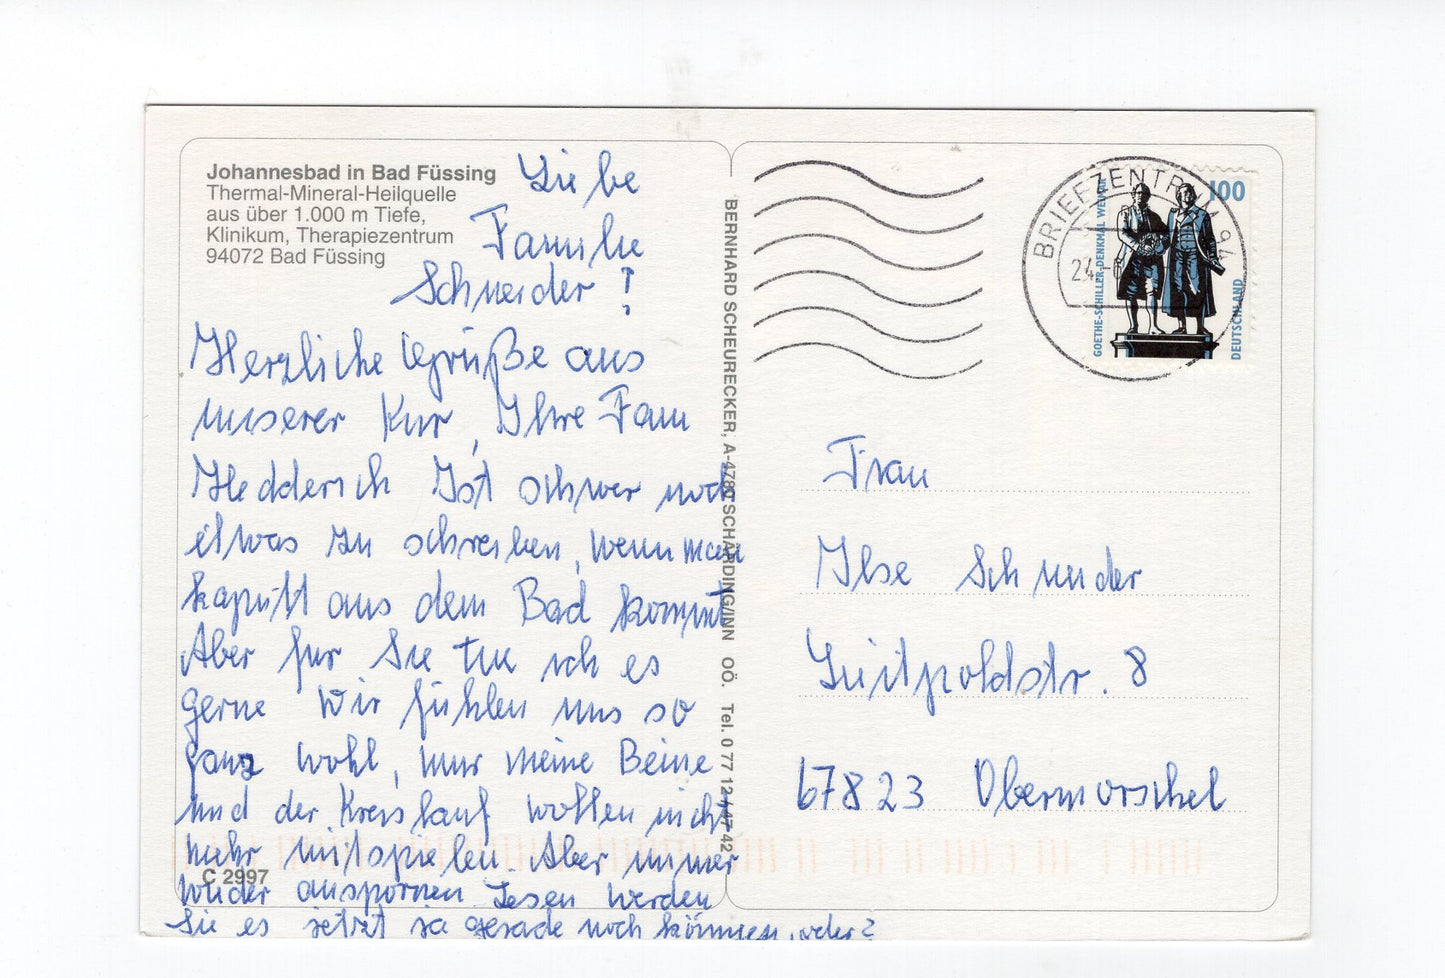 Johannesbad in Bad Füssing
Thermal-Mineral-Heilquelle
aus über 1.000 m Tiefe,
Klinikum, Therapiezentrum
94072 Bad Füssing
Liebe
Familie
Schneider!
Herzliche Grüße aus
unserer Kur, Ihre Fam
Hedderich Ist schwer noch
etwas zu schreiben, wenn man
kaputt aus dem Bad kommt
Aber für Sie tue ich es
gerne Wir fühlen uns so
ganz wohl, nur meine Beine
und der Kreislauf wollen nicht
mehr mitspielen. Aber immer
wieder anspornen Lesen werden
Sie es jetzt ja gerade noch können, oder?
C 2997
BERNHARD SCHEURECKER, A-4780 SCHÄRDING/INN OÖ. Tel. 0 77 12 / 47 42
BRIEFZENTRUM 94
24.-6
GOETHE-SCHILLER-DENKMAL WEIMAR
100
DEUTSCHLAND
Frau
Ilse Schneider
Luitpoldstr. 8
67823 Obermoschel